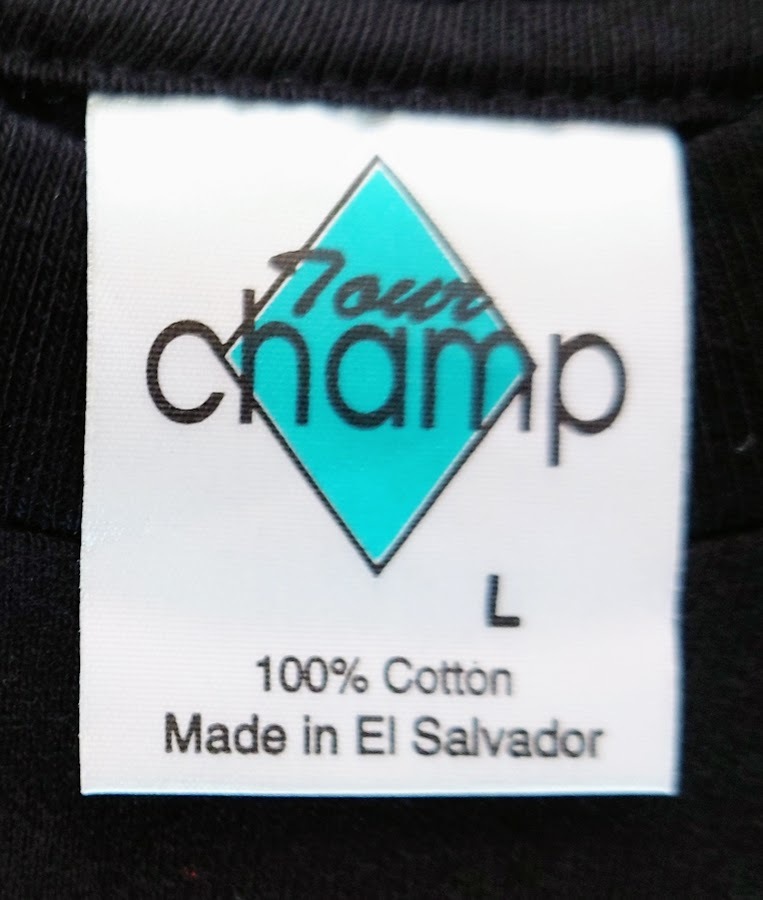 Tour
champ
L
100% Cotton
Made in El Salvador